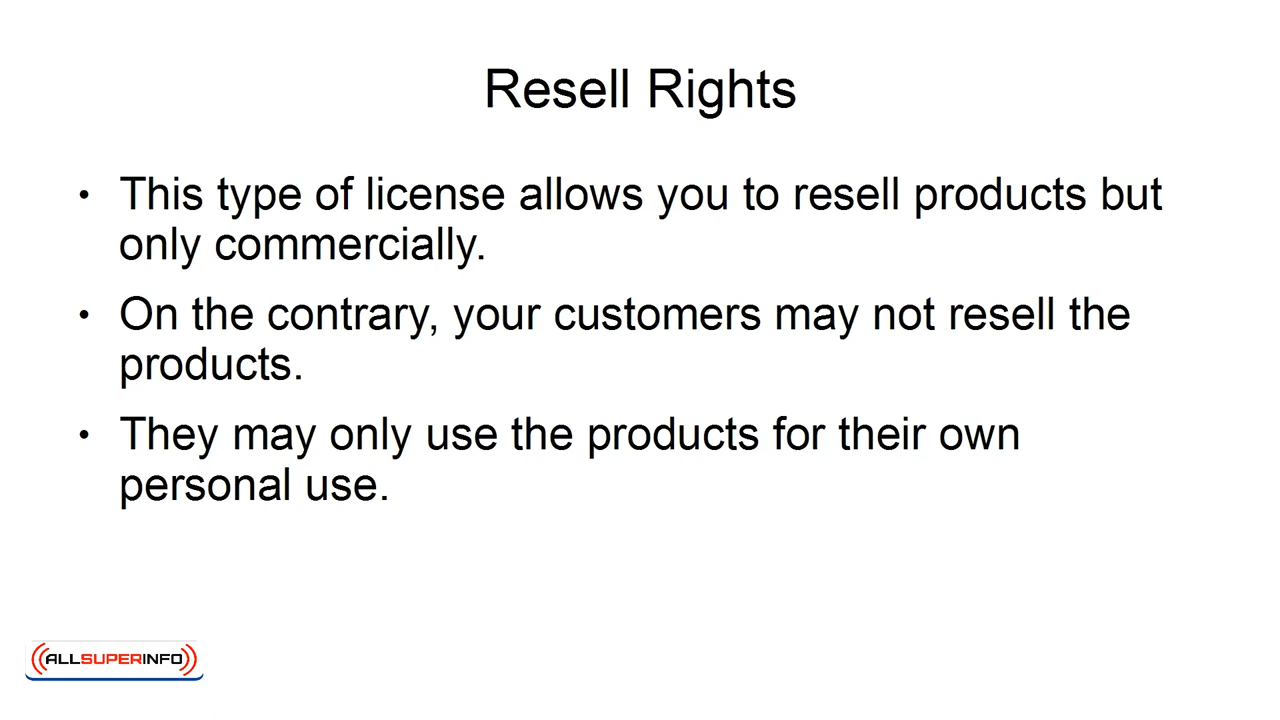 Resell Rights
• This type of license allows you to resell products but
only commercially.
• On the contrary, your customers may not resell the
products.
• They may only use the products for their own
personal use.
ALLSUPERINFO